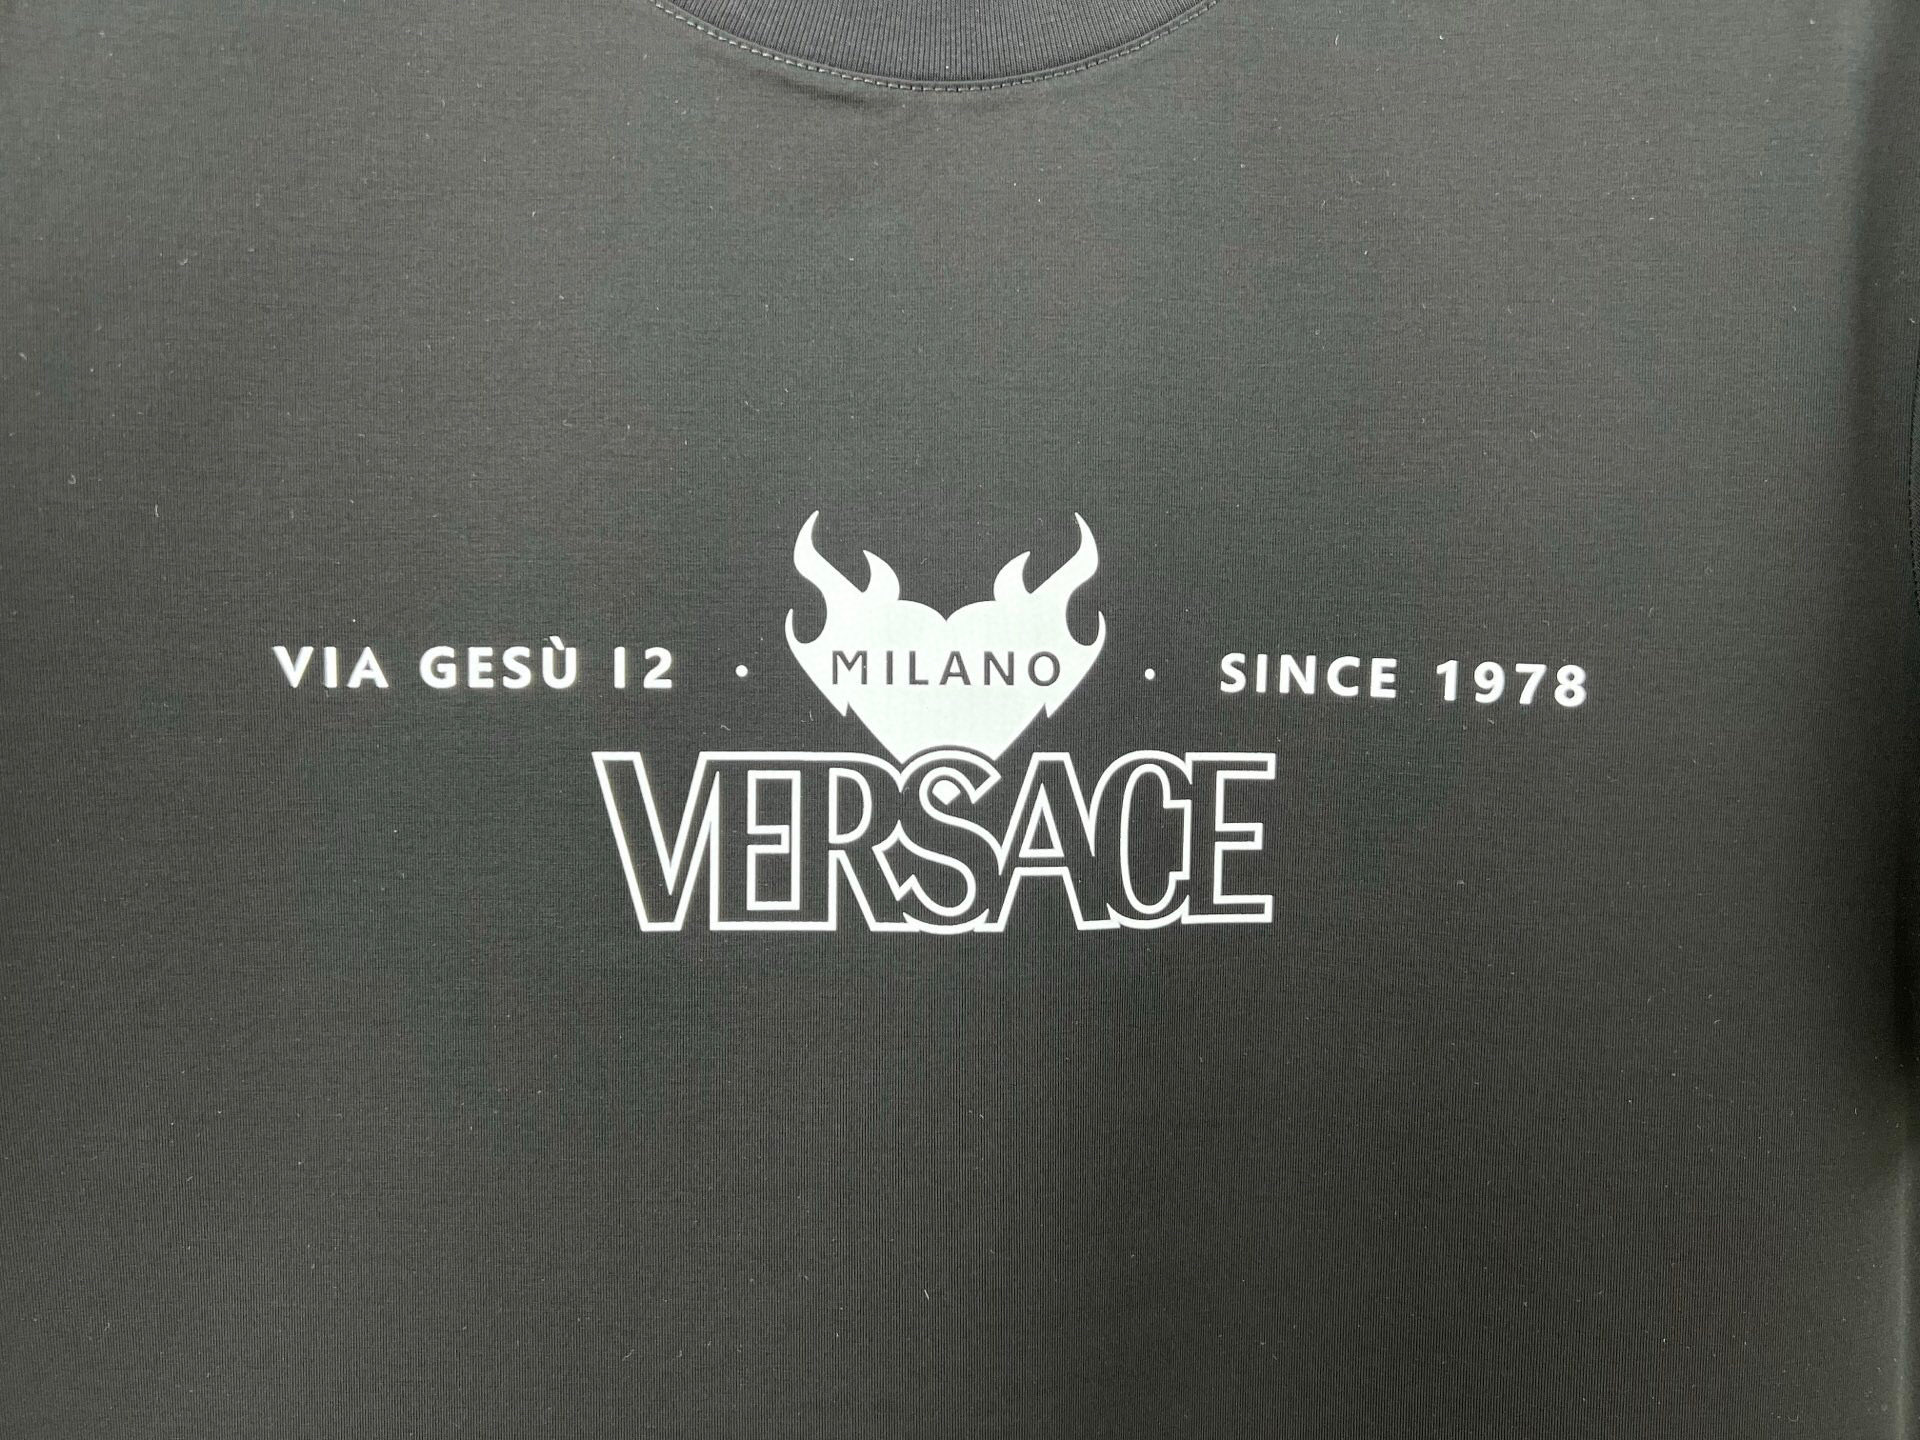 VIA GESÙ 12 · MILANO · SINCE 1978
VERSACE